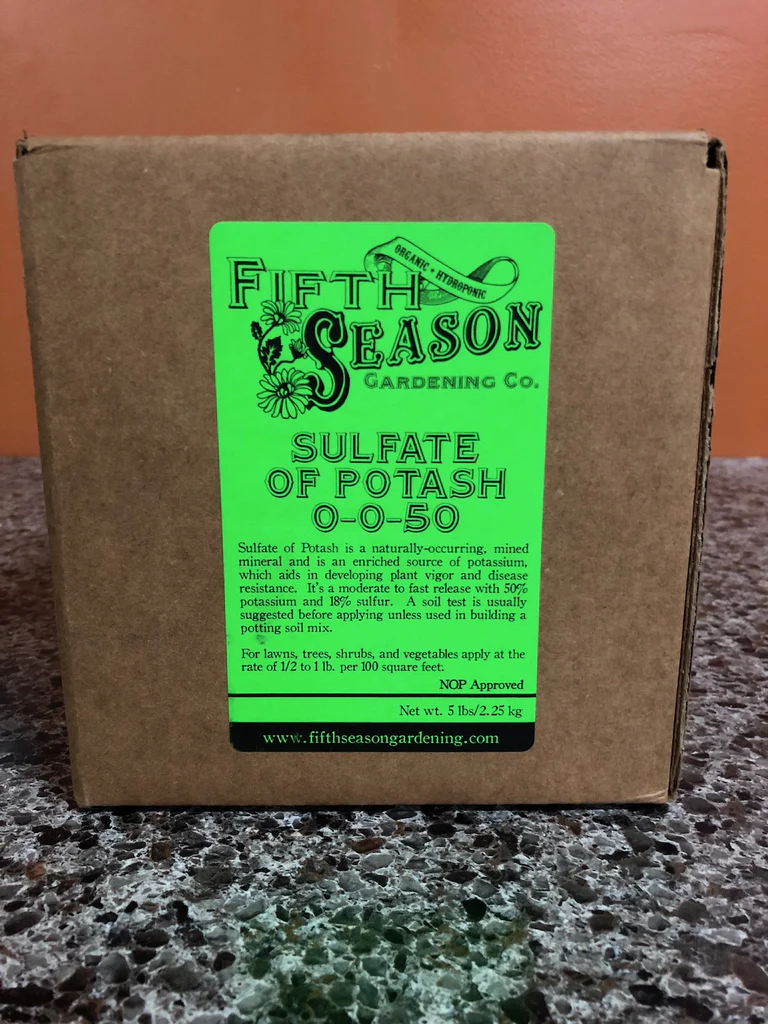 ORGANIC • HYDROPONIC
FIFTH
SEASON
GARDENING CO.
SULFATE
OF POTASH
0-0-50
Sulfate of Potash is a naturally-occurring, mined
mineral and is an enriched source of potassium,
which aids in developing plant vigor and disease
resistance. It's a moderate to fast release with 50%
potassium and 18% sulfur. A soil test is usually
suggested before applying unless used in building a
potting soil mix.
For lawns, trees, shrubs, and vegetables apply at the
rate of 1/2 to 1 lb. per 100 square feet.
NOP Approved
Net wt. 5 lbs/2.25 kg
www.fifthseasongardening.com